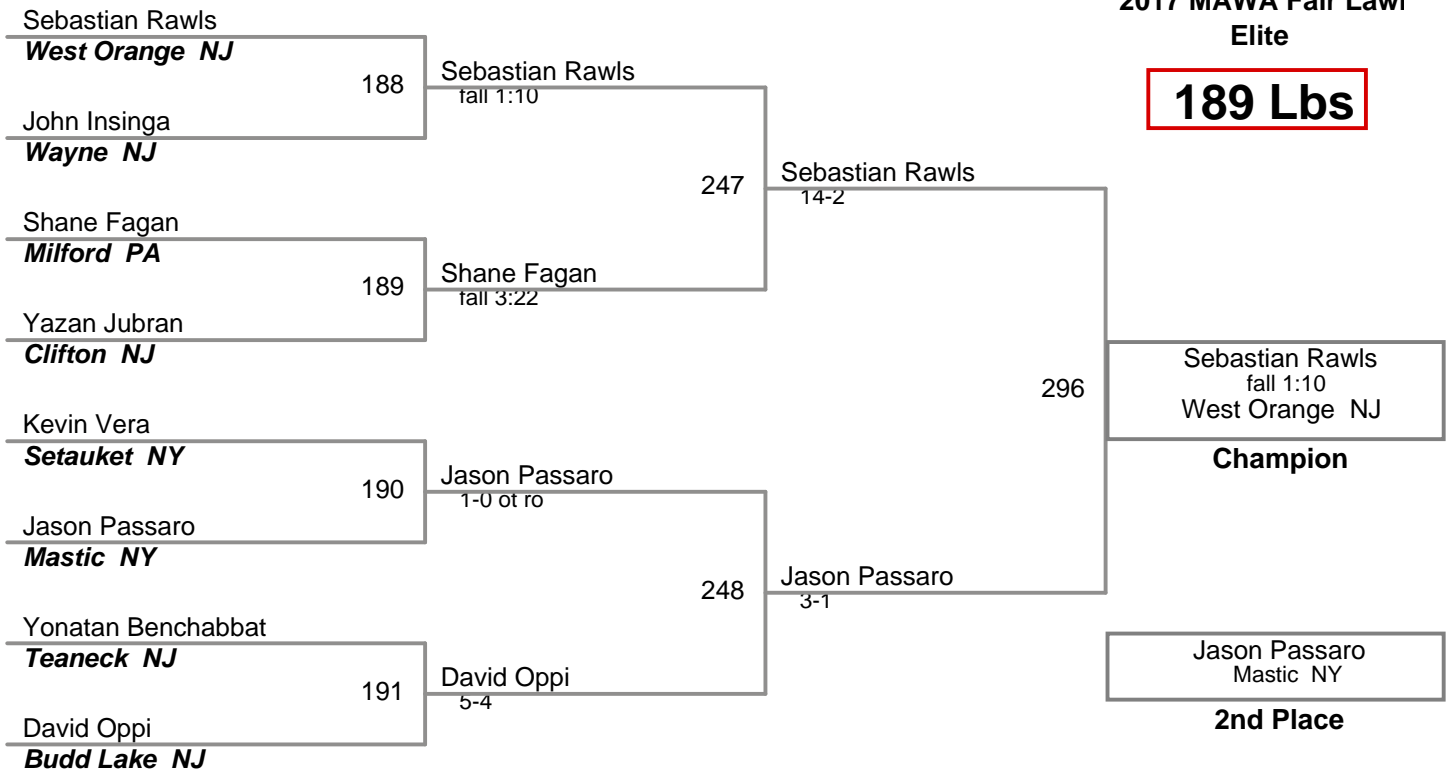 2017 MAWA Fair
Elite
189 Lbs
Sebastian Rawls
West Orange NJ
188
Sebastian Rawls
fall 1:10
John Insinga
Wayne NJ
247
Sebastian Rawls
14-2
Shane Fagan
Milford PA
189
Shane Fagan
fall 3:22
Yazan Jubran
Clifton NJ
296
Sebastian Rawls
fall 1:10
West Orange NJ
Champion
Kevin Vera
Setauket NY
190
Jason Passaro
1-0 ot ro
Jason Passaro
Mastic NY
248
Jason Passaro
3-1
Yonatan Benchabbat
Teaneck NJ
191
David Oppi
5-4
David Oppi
Budd Lake NJ
Jason Passaro
Mastic NY
2nd Place